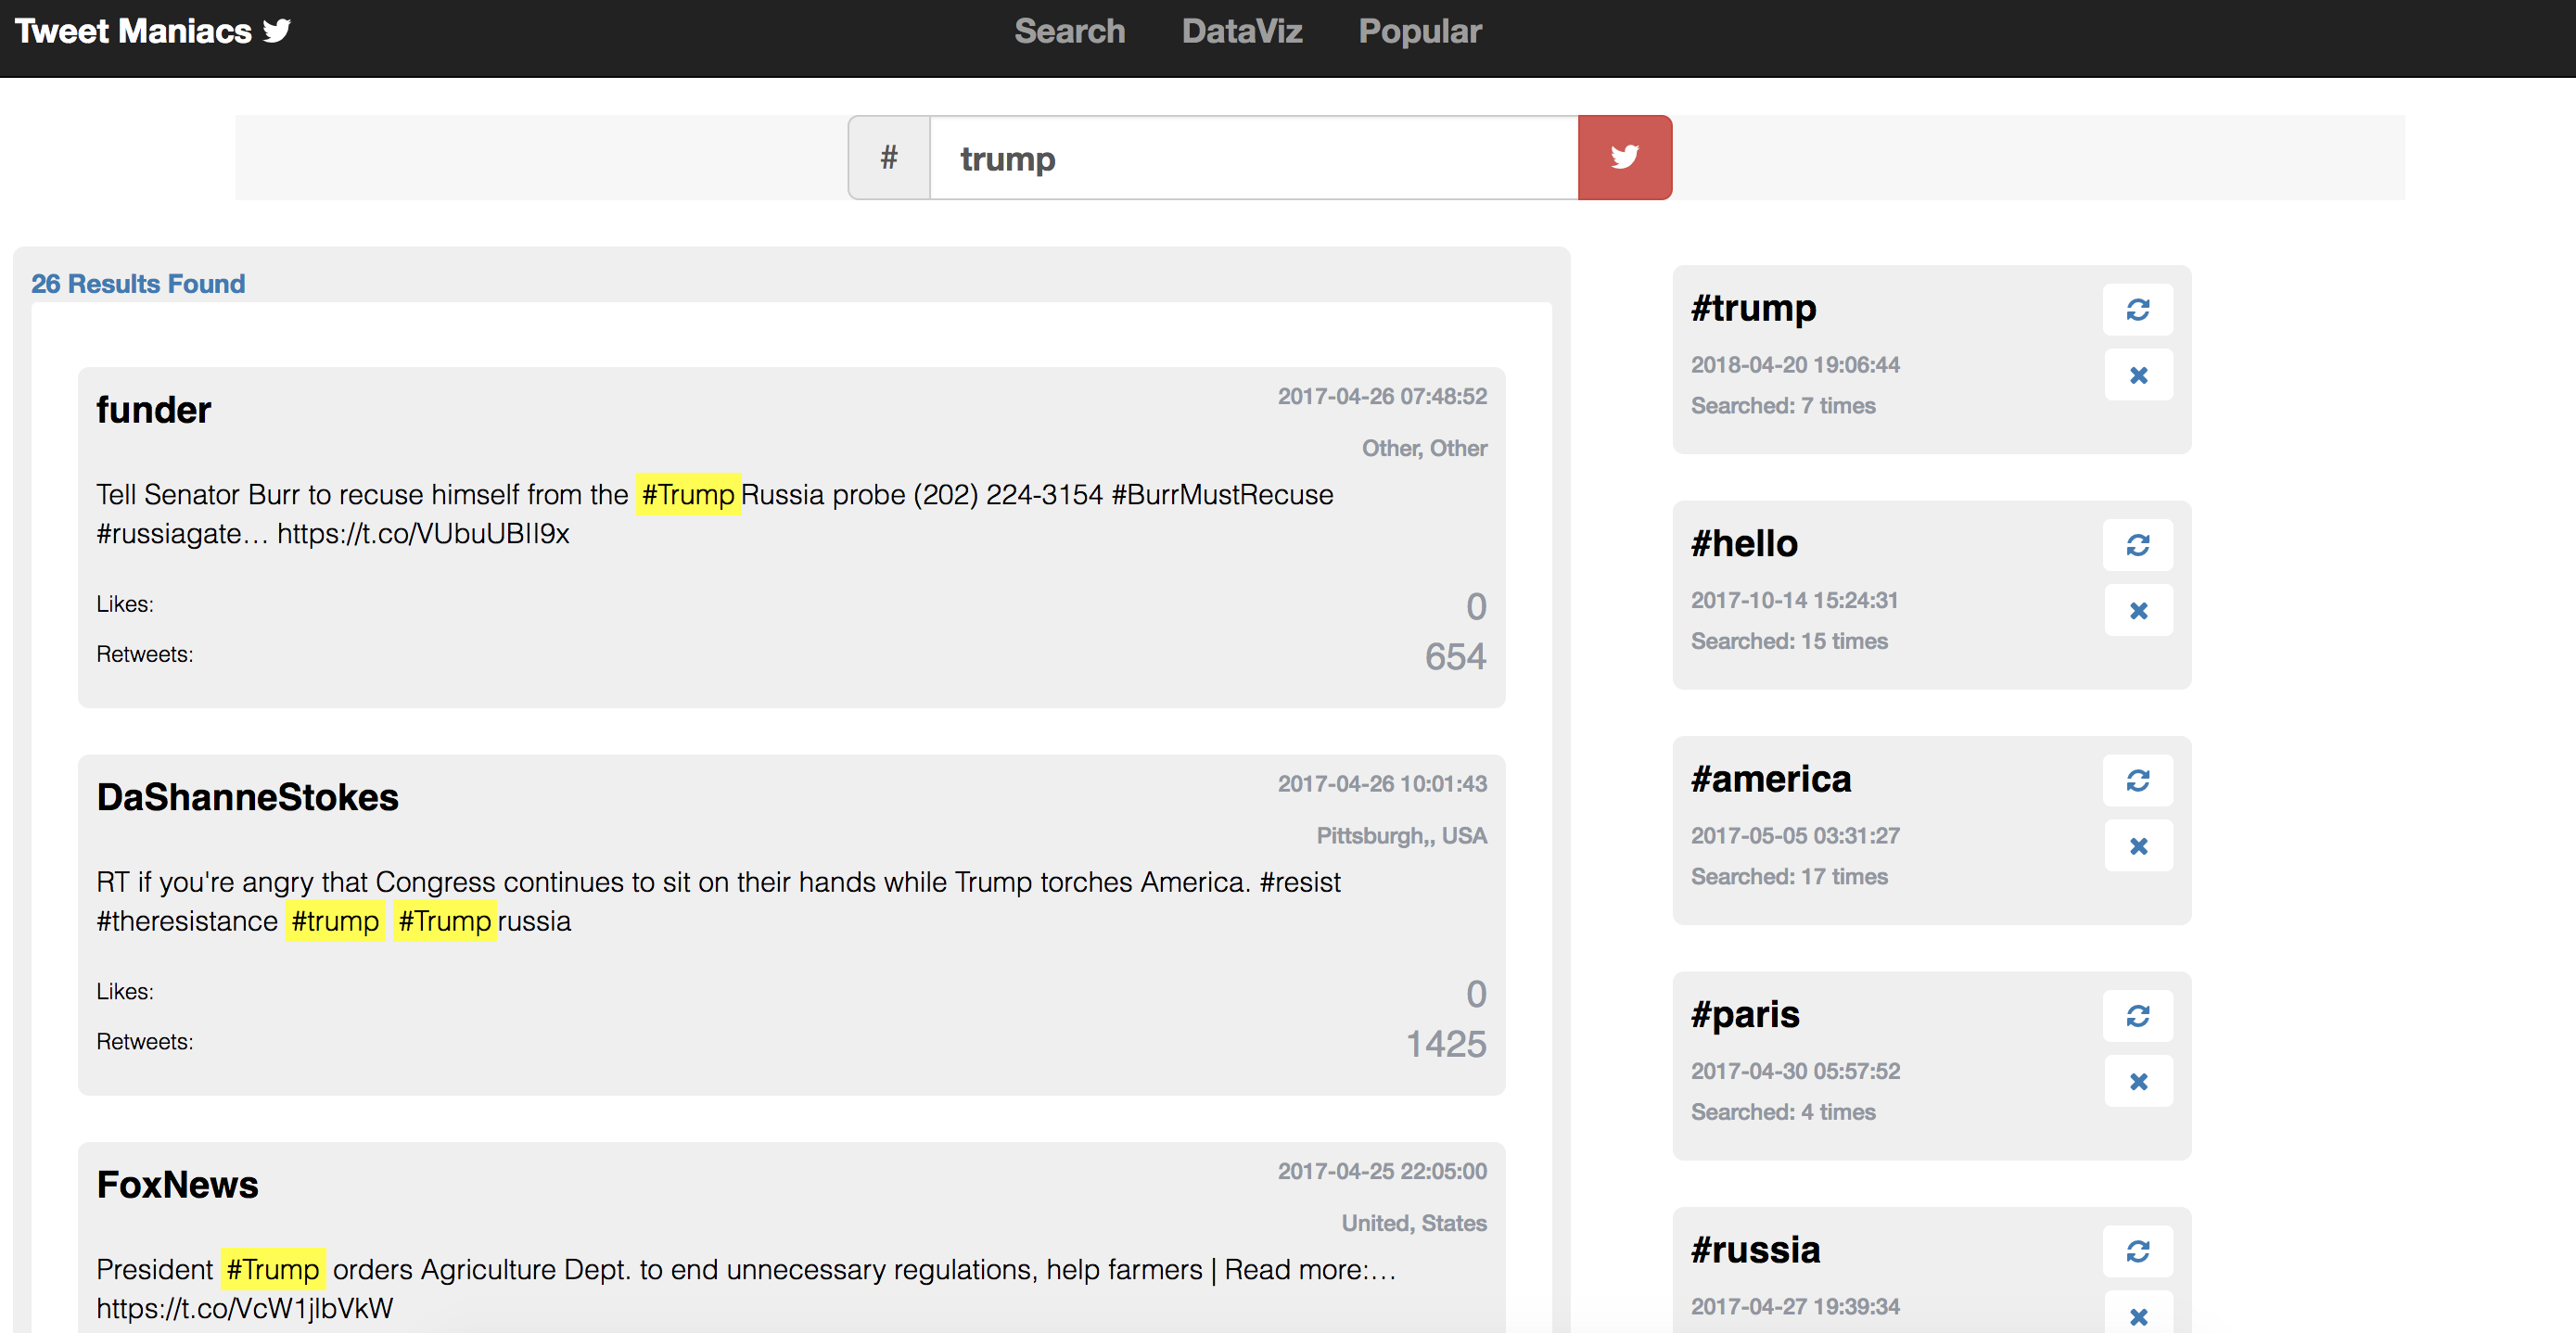 Tweet Maniacs
Search DataViz Popular
# trump
26 Results Found
funder
2017-04-26 07:48:52
Other, Other
Tell Senator Burr to recuse himself from the #TrumpRussia probe (202) 224-3154 #BurrMustRecuse
#russiagate… https://t.co/VUbuUBII9x
Likes: 0
Retweets: 654
DaShanneStokes
2017-04-26 10:01:43
Pittsburgh,, USA
RT if you're angry that Congress continues to sit on their hands while Trump torches America. #resist
#theresistance #trump #Trumprussia
Likes: 0
Retweets: 1425
FoxNews
2017-04-25 22:05:00
United, States
President #Trump orders Agriculture Dept. to end unnecessary regulations, help farmers | Read more:…
https://t.co/VcW1jlbVkW
#trump
2018-04-20 19:06:44
Searched: 7 times
#hello
2017-10-14 15:24:31
Searched: 15 times
#america
2017-05-05 03:31:27
Searched: 17 times
#paris
2017-04-30 05:57:52
Searched: 4 times
#russia
2017-04-27 19:39:34